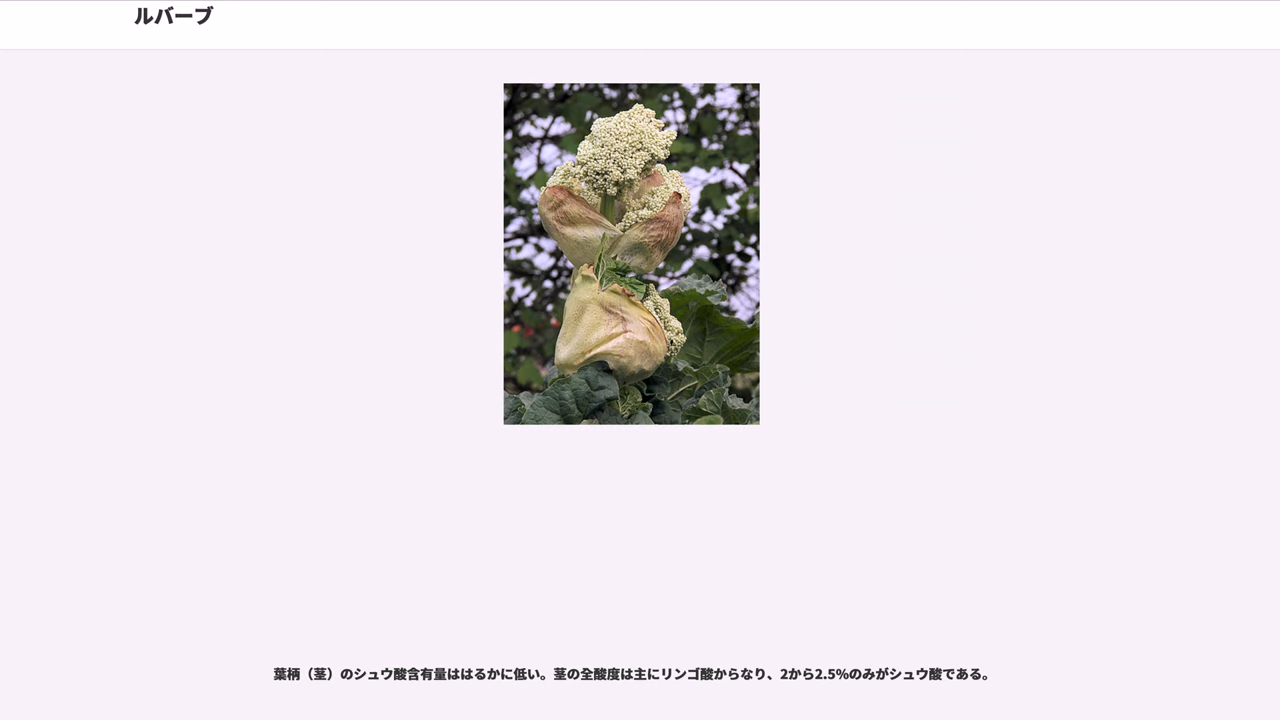 ルバーブ
葉柄（茎）のシュウ酸含有量ははるかに低い。茎の全酸度は主にリンゴ酸からなり、2から2.5%のみがシュウ酸である。